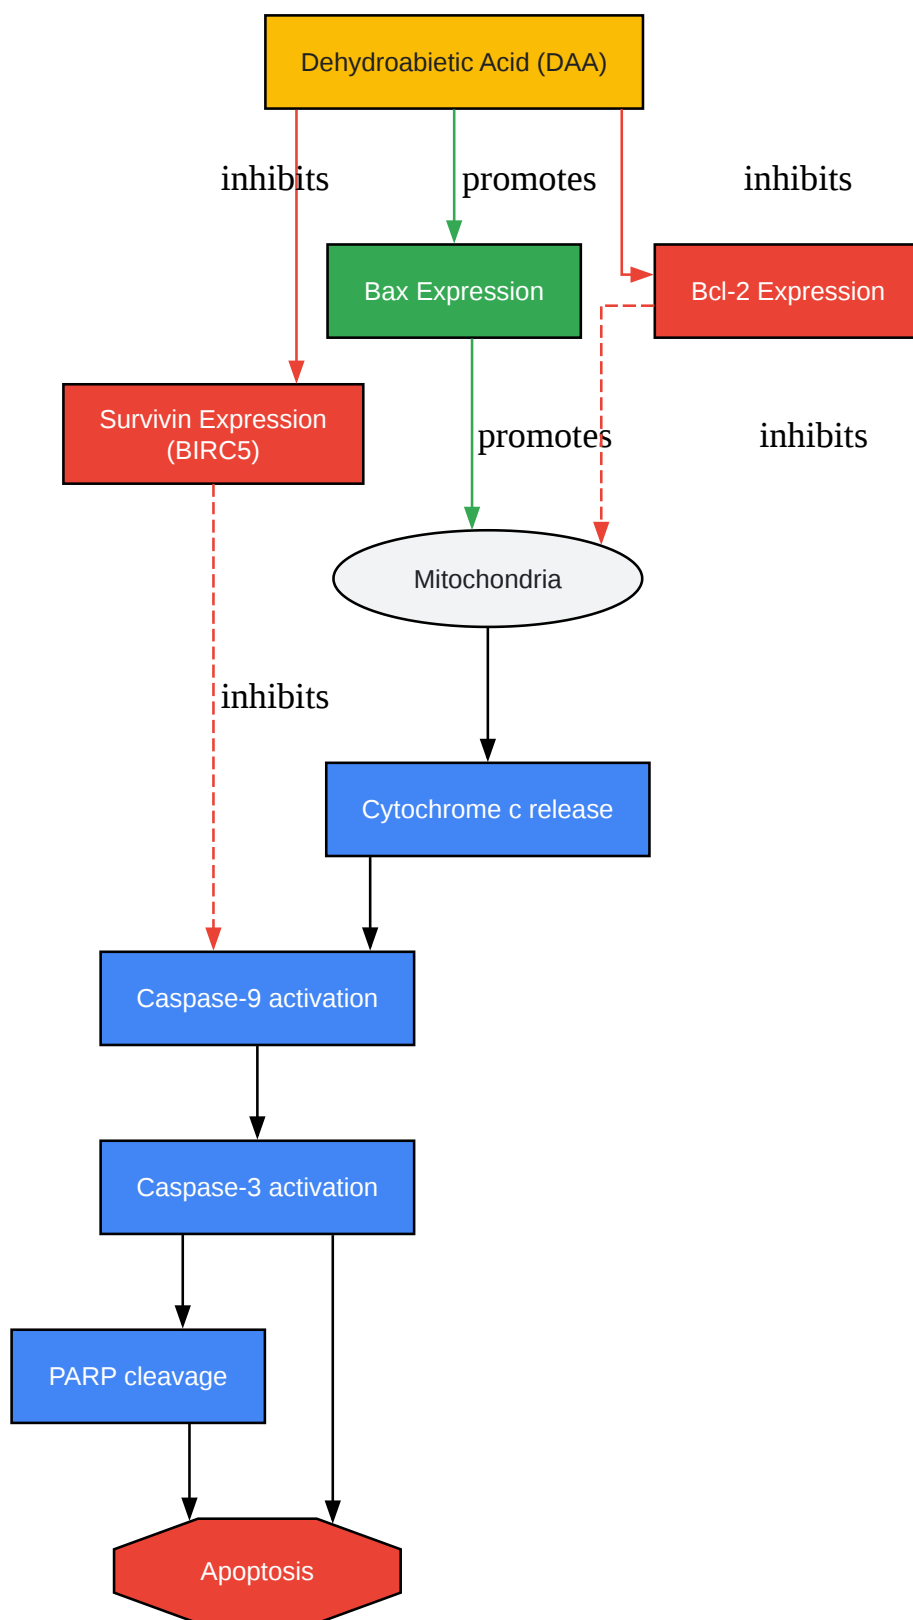 Dehydroabietic Acid (DAA)
inhibits
promotes
inhibits
Bax Expression
Bcl-2 Expression
Survivin Expression
(BIRC5)
promotes
inhibits
Mitochondria
inhibits
Cytochrome c release
Caspase-9 activation
Caspase-3 activation
PARP cleavage
Apoptosis